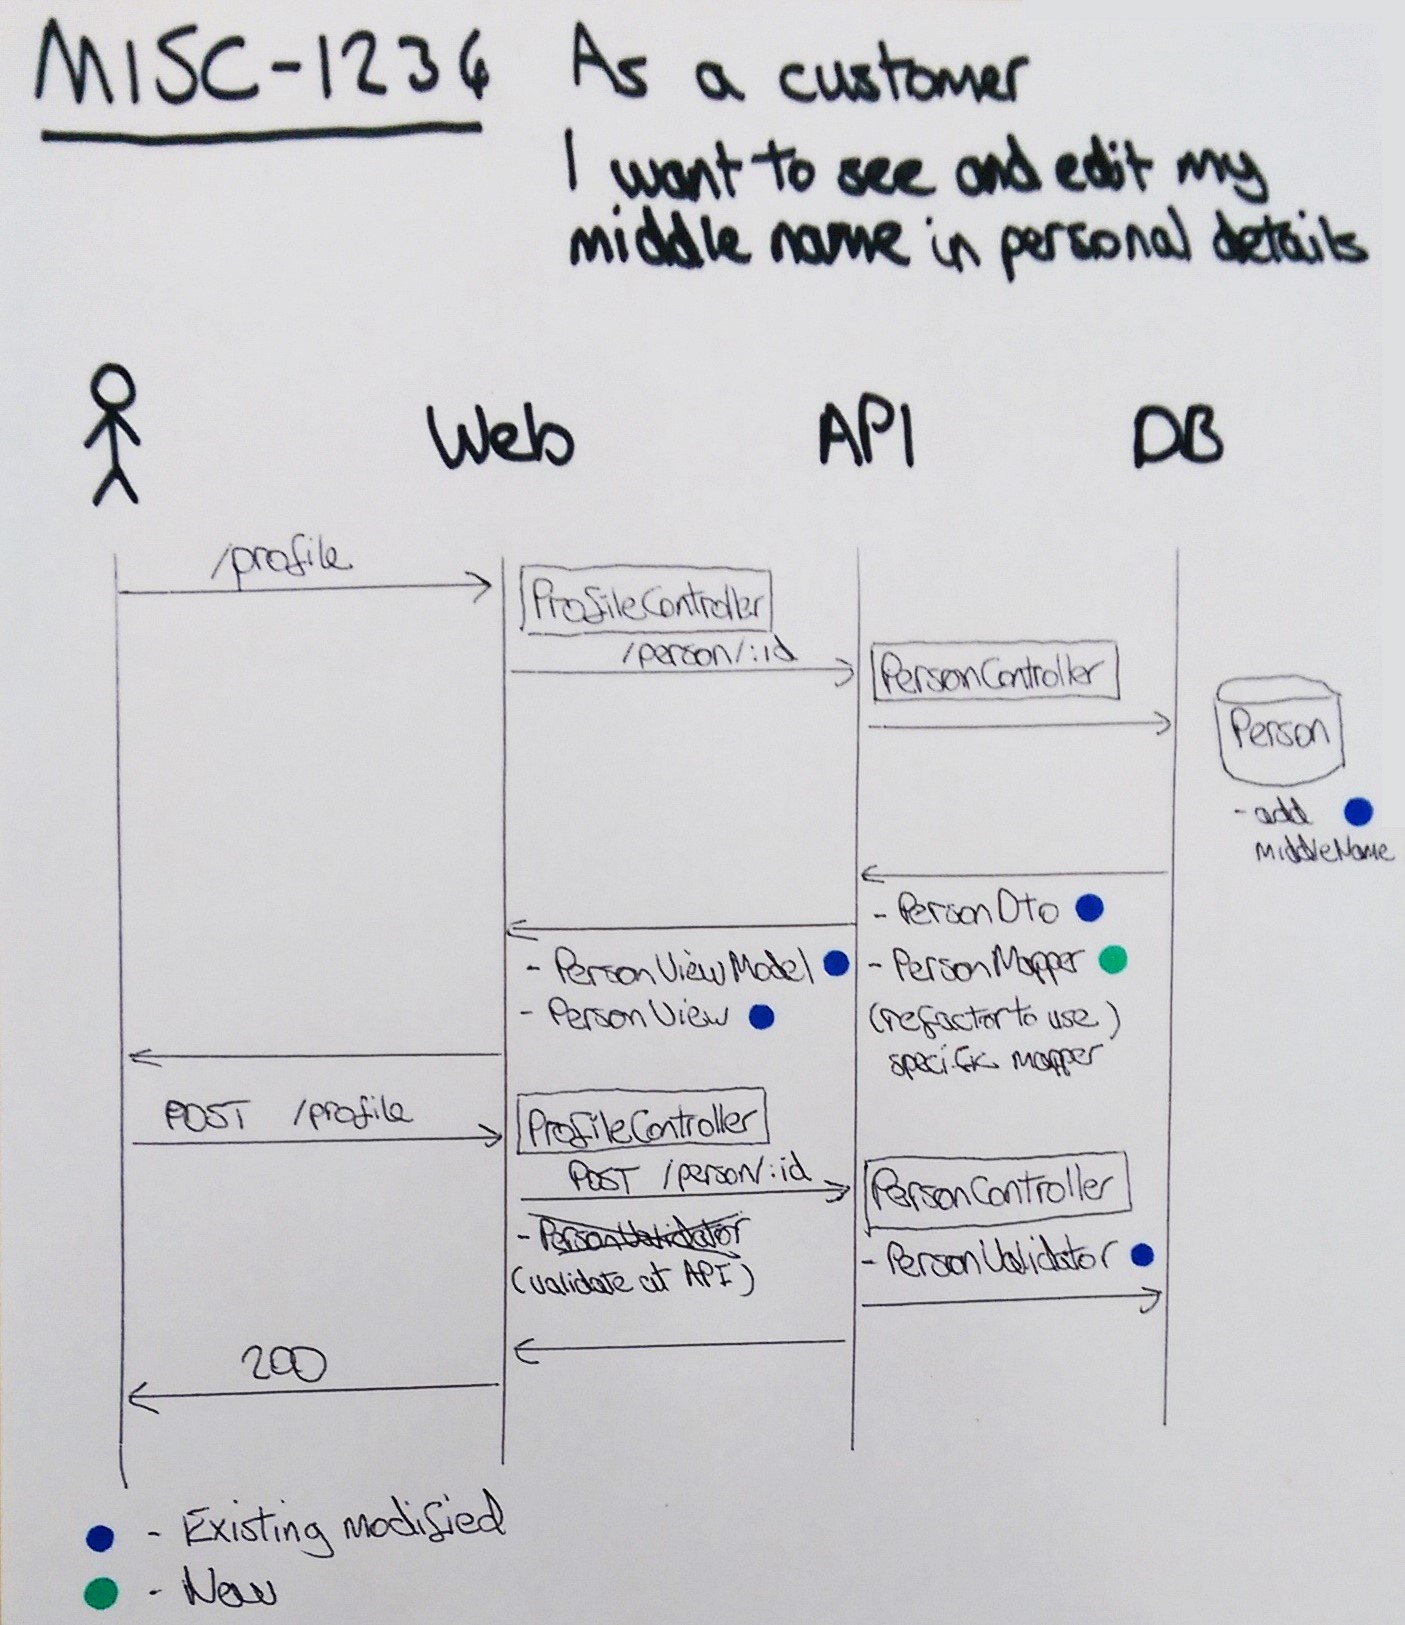 MISC-1234
As a customer
I want to see and edit my
middle name in personal details
Web
API
DB
/profile
ProfileController
/person/:id
PersonController
Person
- add
middleName
- PersonDto
- PersonViewModel
- PersonMapper
- PersonView
(refactor to use)
specific mapper
POST /profile
ProfileController
POST /person/:id
PersonController
- PersonValidator
(validate at API)
- PersonValidator
200
- Existing modified
- New